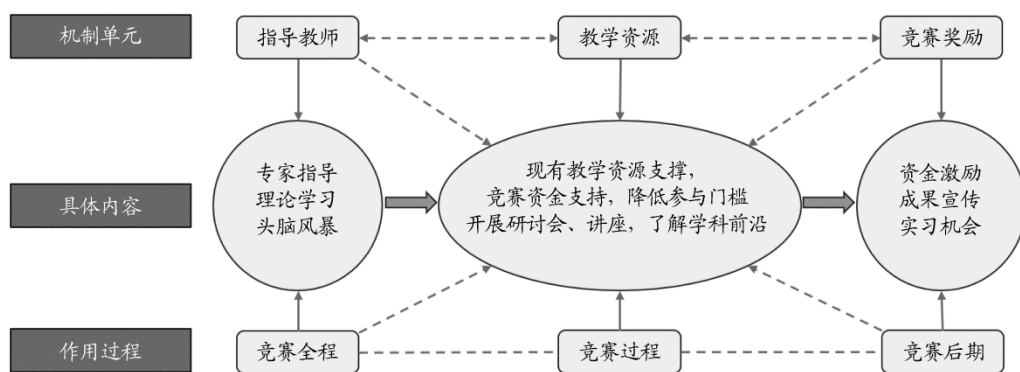 机制单元
指导教师
教学资源
竞赛奖励
具体内容
专家指导
理论学习
头脑风暴
现有教学资源支撑，
竞赛资金支持，降低参与门槛
开展研讨会、讲座，了解学科前沿
资金激励
成果宣传
实习机会
作用过程
竞赛全程
竞赛过程
竞赛后期